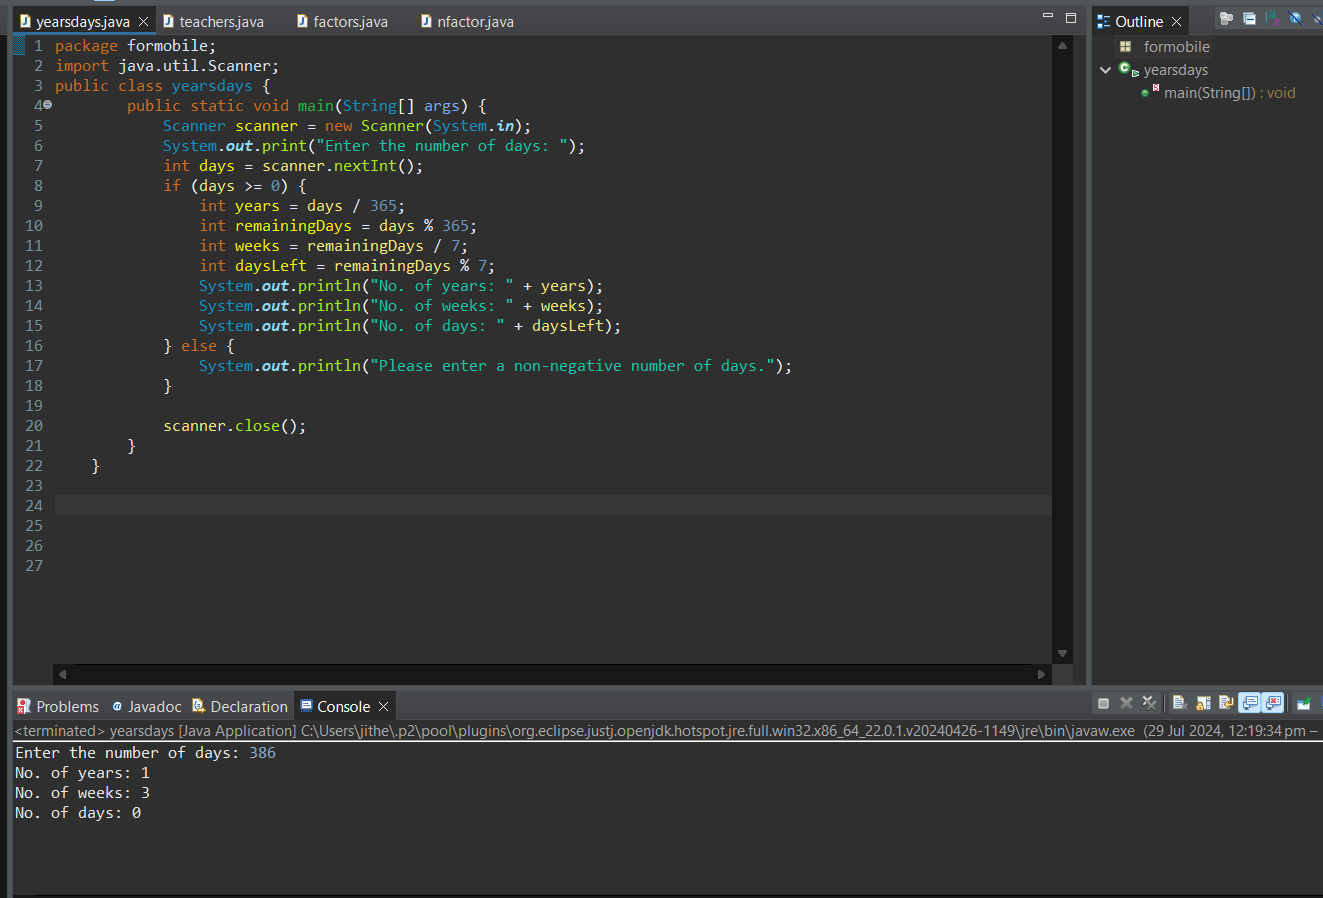 yearsdays.java
teachers.java
factors.java
nfactor.java
1 package formobile;
2 import java.util.Scanner;
3 public class yearsdays {
4 public static void main(String[] args) {
5 Scanner scanner = new Scanner(System.in);
6 System.out.print("Enter the number of days: ");
7 int days = scanner.nextInt();
8 if (days >= 0) {
9 int years = days / 365;
10 int remainingDays = days % 365;
11 int weeks = remainingDays / 7;
12 int daysLeft = remainingDays % 7;
13 System.out.println("No. of years: " + years);
14 System.out.println("No. of weeks: " + weeks);
15 System.out.println("No. of days: " + daysLeft);
16 } else {
17 System.out.println("Please enter a non-negative number of days.");
18 }
19
20 scanner.close();
21 }
22 }
23
24
25
26
27
Outline
formobile
yearsdays
main(String[]) : void
Problems
Javadoc
Declaration
Console
<terminated> yearsdays [Java Application] C:\Users\jithe\.p2\pool\plugins\org.eclipse.justj.openjdk.hotspot.jre.full.win32.x86_64_22.0.1.v20240426-1149\jre\bin\javaw.exe (29 Jul 2024, 12:19:34 pm –
Enter the number of days: 386
No. of years: 1
No. of weeks: 3
No. of days: 0